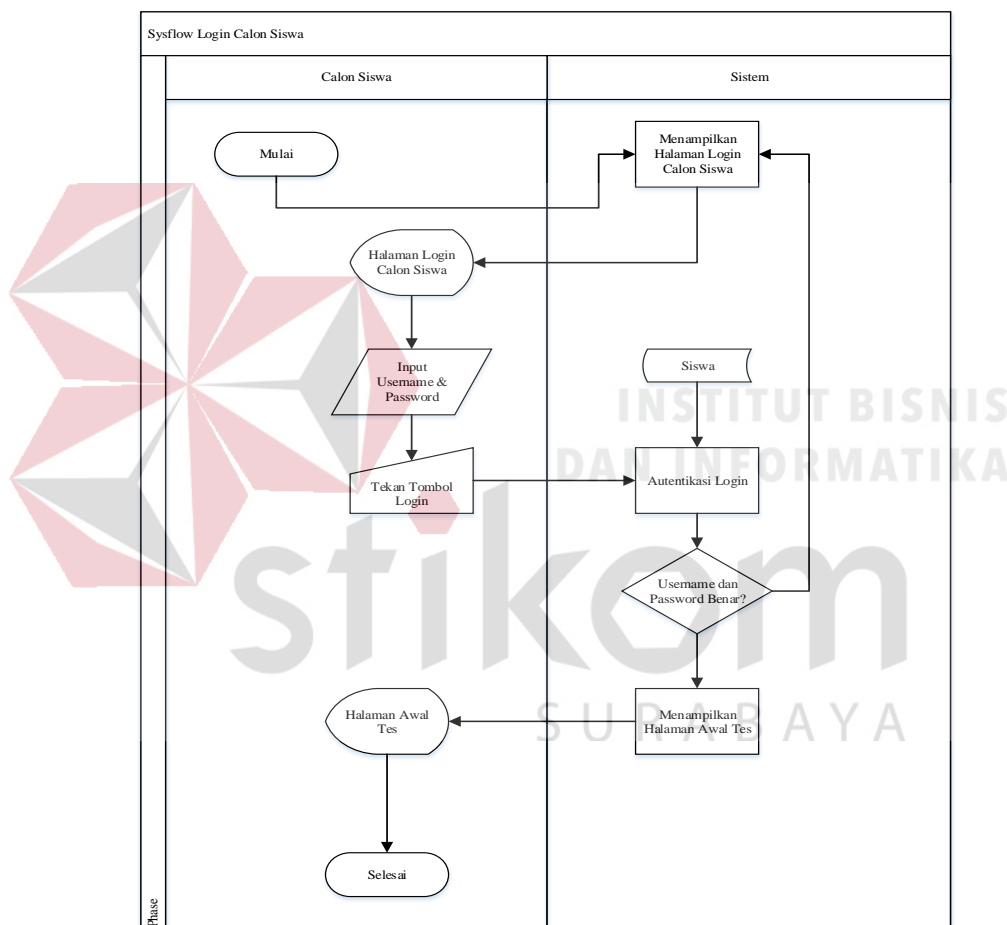 Sysflow Login Calon Siswa
Calon Siswa
Sistem
Mulai
Menampilkan
Halaman Login
Calon Siswa
Halaman Login
Calon Siswa
Input
Username &
Password
Siswa
Tekan Tombol
Login
Autentikasi Login
Username dan
Password Benar?
Halaman Awal
Tes
Menampilkan
Halaman Awal Tes
Selesai
Phase
INSTITUT BISNIS
DAN INFORMATIKA
stikom
SURABAYA